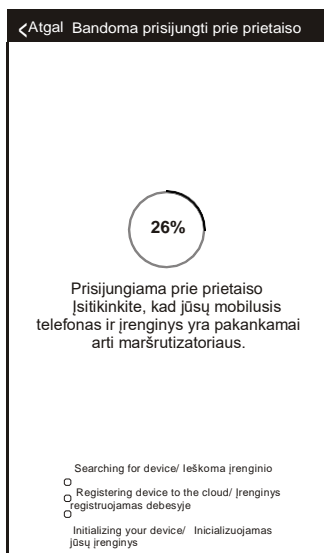 Atgal Bandoma prisijungti prie prietaiso
26%
Prisijungiama prie prietaiso
Įsitikinkite, kad jūsų mobilusis
telefonas ir įrenginys yra pakankamai
arti maršrutizatoriaus.
Searching for device/ Ieškoma įrenginio
Registering device to the cloud/ Įrenginys
registruojamas debesyje
Initializing your device/ Inicializuojamas
jūsų įrenginys